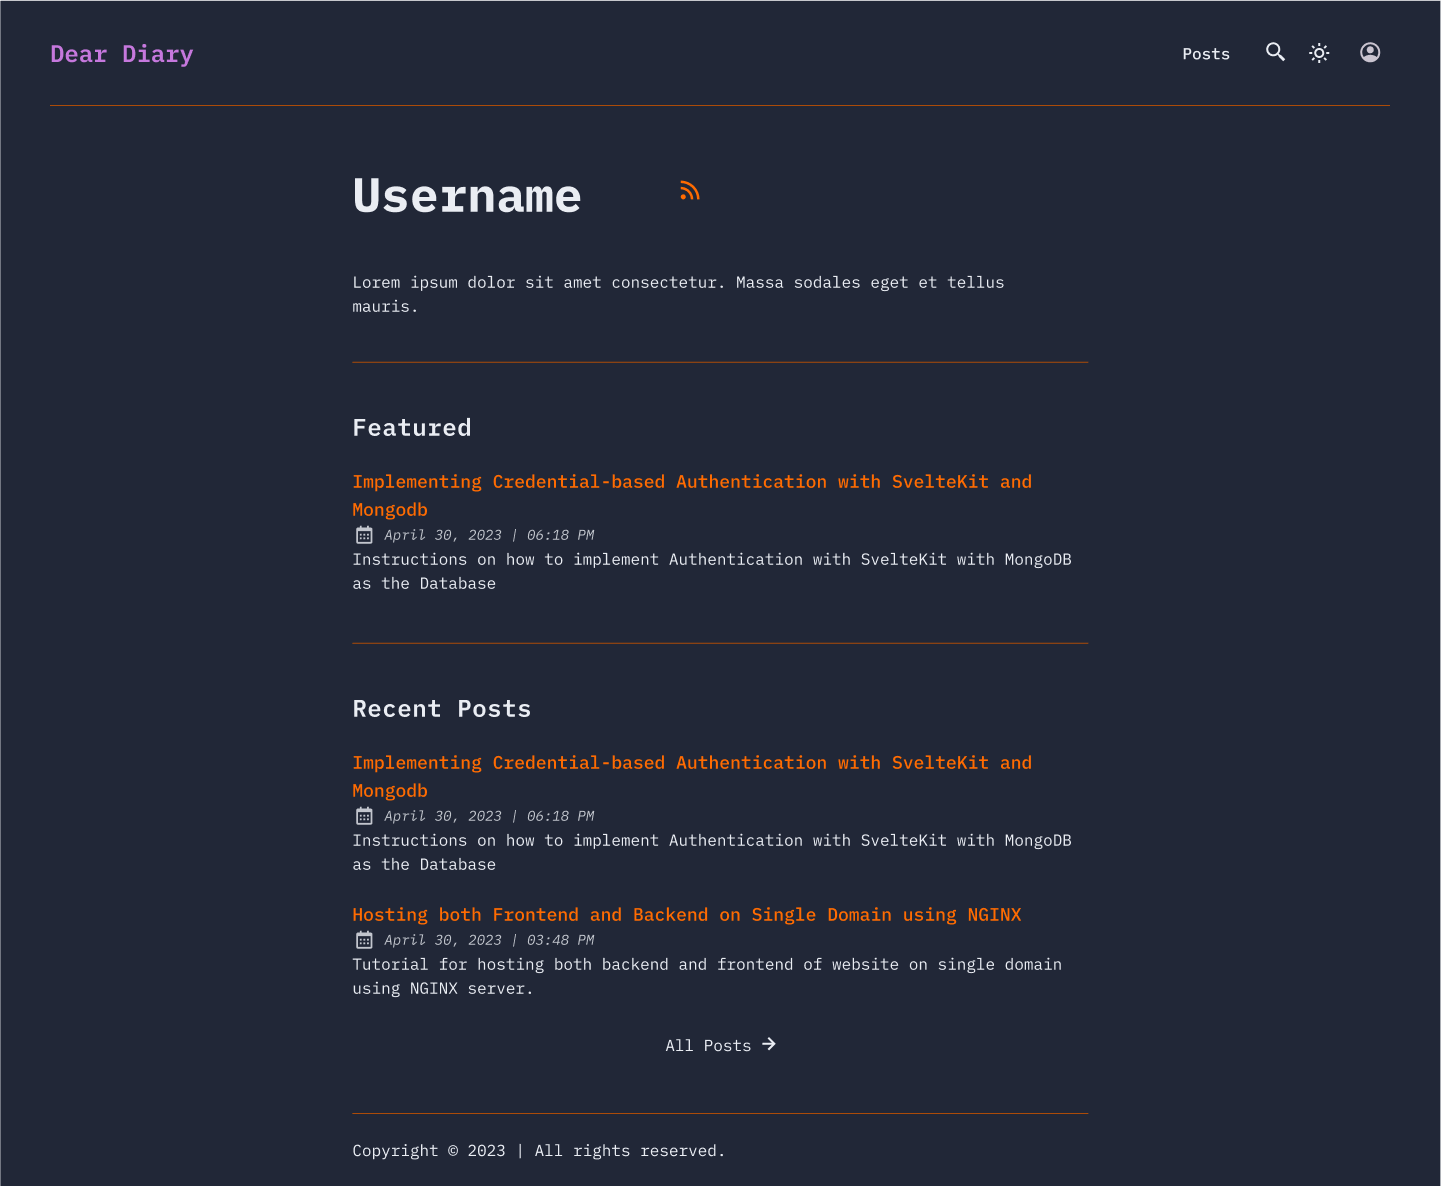 Dear Diary
Posts
Username
Lorem ipsum dolor sit amet consectetur. Massa sodales eget et tellus
mauris.
Featured
Implementing Credential-based Authentication with SvelteKit and
Mongodb
April 30, 2023 | 06:18 PM
Instructions on how to implement Authentication with SvelteKit with MongoDB
as the Database
Recent Posts
Implementing Credential-based Authentication with SvelteKit and
Mongodb
April 30, 2023 | 06:18 PM
Instructions on how to implement Authentication with SvelteKit with MongoDB
as the Database
Hosting both Frontend and Backend on Single Domain using NGINX
April 30, 2023 | 03:48 PM
Tutorial for hosting both backend and frontend of website on single domain
using NGINX server.
All Posts →
Copyright © 2023 | All rights reserved.